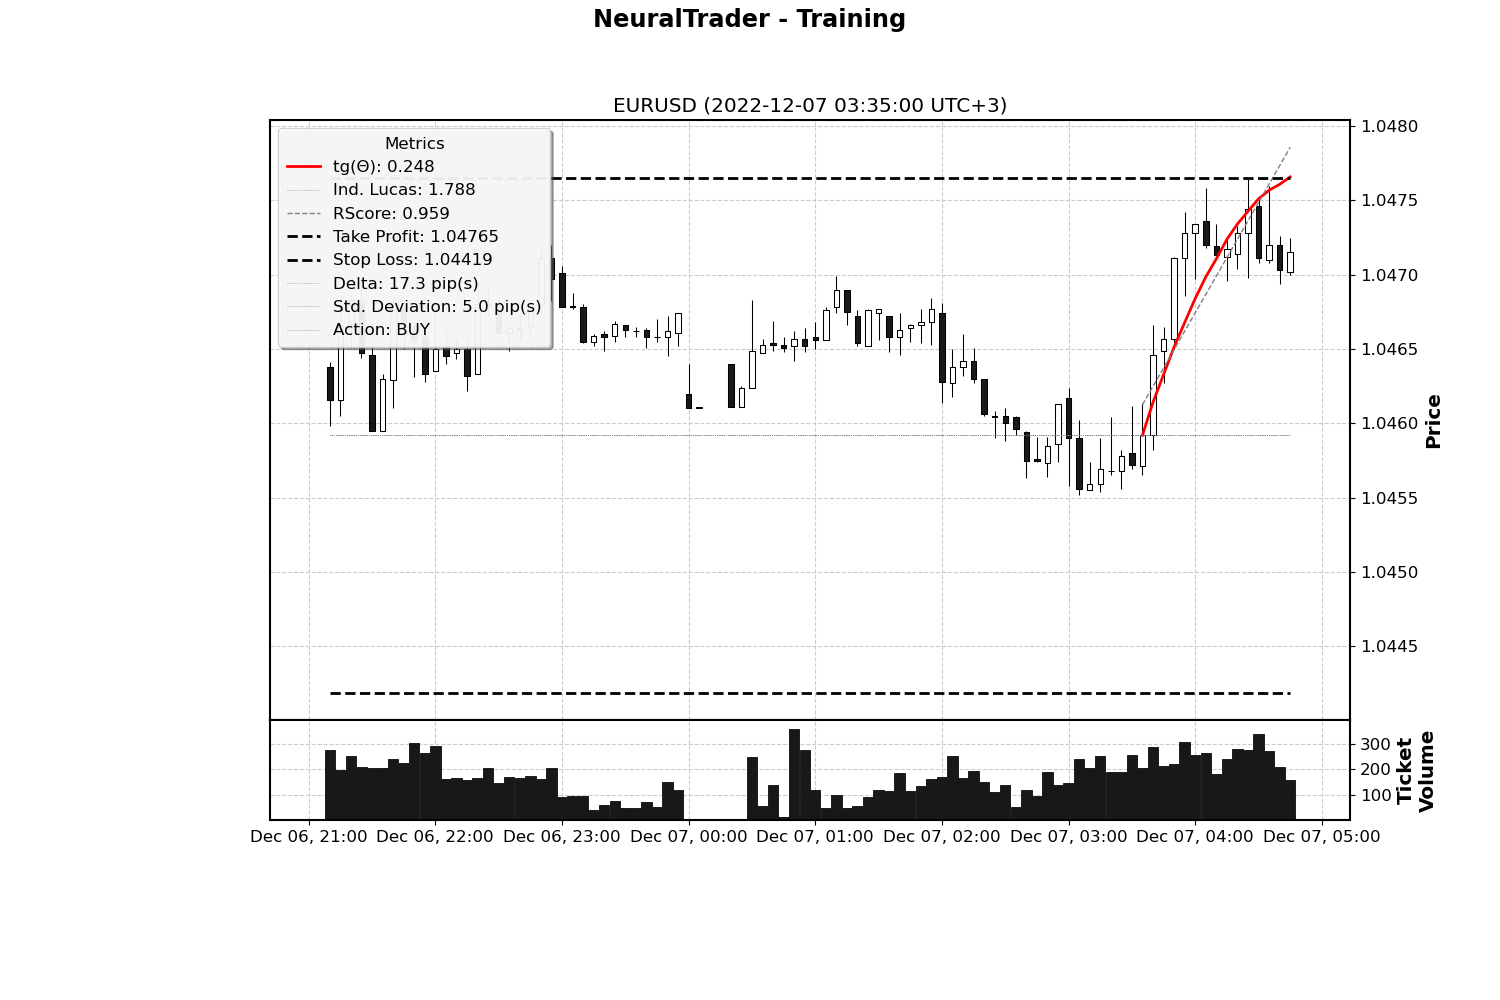 NeuralTrader - Training
EURUSD (2022-12-07 03:35:00 UTC+3)
Metrics
tg(Θ): 0.248
Ind. Lucas: 1.788
RScore: 0.959
Take Profit: 1.04765
Stop Loss: 1.04419
Delta: 17.3 pip(s)
Std. Deviation: 5.0 pip(s)
Action: BUY
1.0480
1.0475
1.0470
1.0465
1.0460
1.0455
1.0450
1.0445
Price
300
200
100
Ticket
Volume
Dec 06, 21:00 Dec 06, 22:00 Dec 06, 23:00 Dec 07, 00:00 Dec 07, 01:00 Dec 07, 02:00 Dec 07, 03:00 Dec 07, 04:00 Dec 07, 05:00